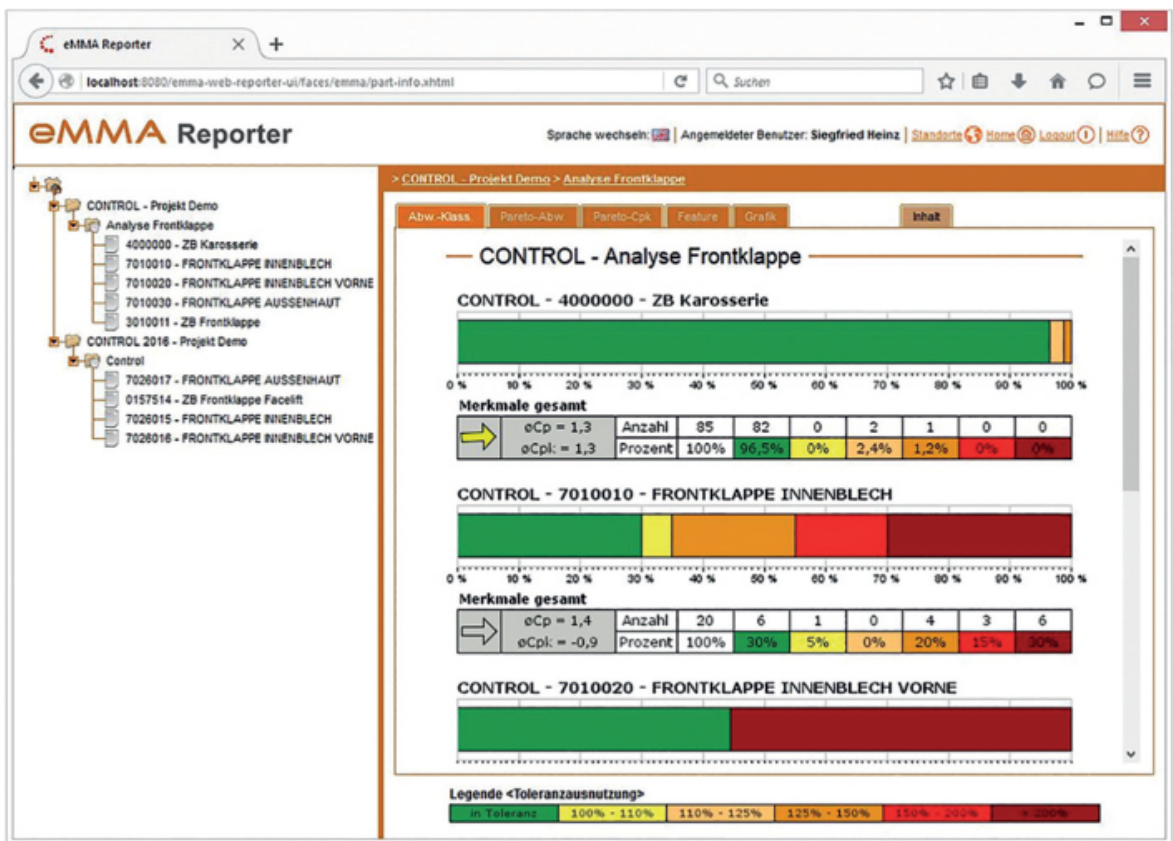 eMMA Reporter
localhost:8080/emma-web-reporter-ui/faces/emma/part-info.xhtml
Suchen
eMMA Reporter
Sprache wechseln: | Angemeldeter Benutzer: Siegfried Heinz | Standorte Home Logout | Hilfe
> CONTROL - Projekt Demo > Analyse Frontklappe
CONTROL - Projekt Demo
Analyse Frontklappe
4000000 - ZB Karosserie
7010010 - FRONTKLAPPE INNENBLECH
7010020 - FRONTKLAPPE INNENBLECH VORNE
7010030 - FRONTKLAPPE AUSSENHAUT
3010011 - ZB Frontklappe
CONTROL 2016 - Projekt Demo
Control
7026017 - FRONTKLAPPE AUSSENHAUT
0157514 - ZB Frontklappe Facelift
7026015 - FRONTKLAPPE INNENBLECH
7026016 - FRONTKLAPPE INNENBLECH VORNE
Abw.-Klass. Pareto-Abw Pareto-Cpk Feature Grafik Inhalt
CONTROL - Analyse Frontklappe
CONTROL - 4000000 - ZB Karosserie
0 % 10 % 20 % 30 % 40 % 50 % 60 % 70 % 80 % 90 % 100 %
Merkmale gesamt
øCp = 1,3 Anzahl 85 82 0 2 1 0 0
øCpk = 1,3 Prozent 100% 96,5% 0% 2,4% 1,2% 0% 0%
CONTROL - 7010010 - FRONTKLAPPE INNENBLECH
0 % 10 % 20 % 30 % 40 % 50 % 60 % 70 % 80 % 90 % 100 %
Merkmale gesamt
øCp = 1,4 Anzahl 20 6 1 0 4 3 6
øCpk = -0,9 Prozent 100% 30% 5% 0% 20% 15% 30%
CONTROL - 7010020 - FRONTKLAPPE INNENBLECH VORNE
Legende <Toleranzausnutzung>
in Toleranz 100% - 110% 110% - 125% 125% - 150% 150% - 200% > 200%